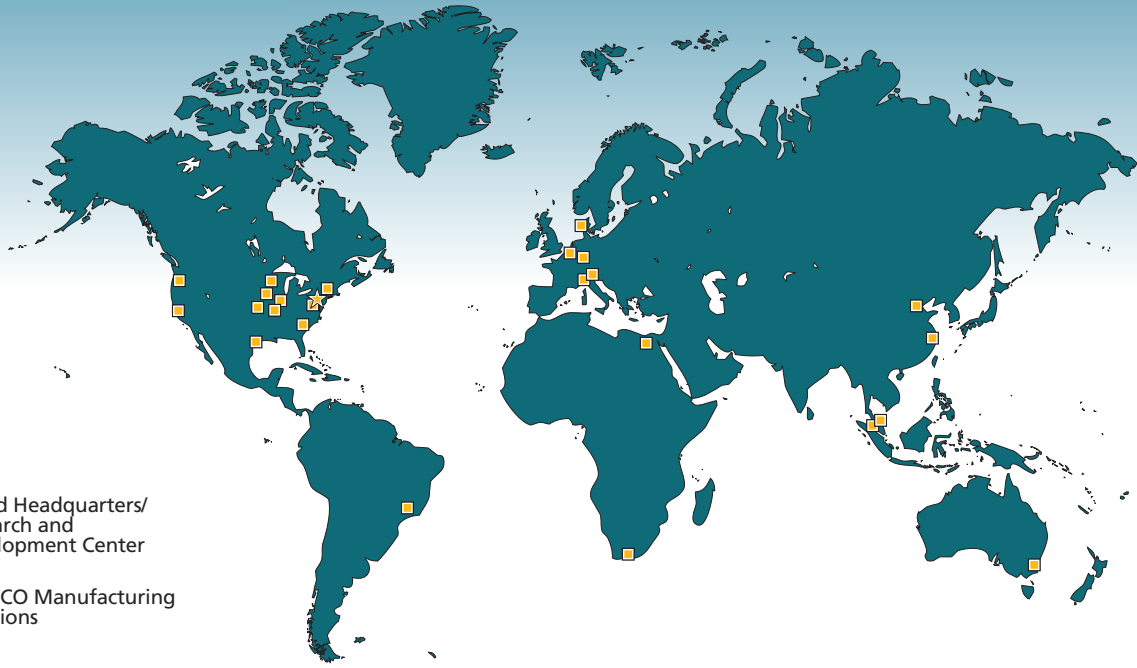 d Headquarters/
arch and
lopment Center
CO Manufacturing
ions